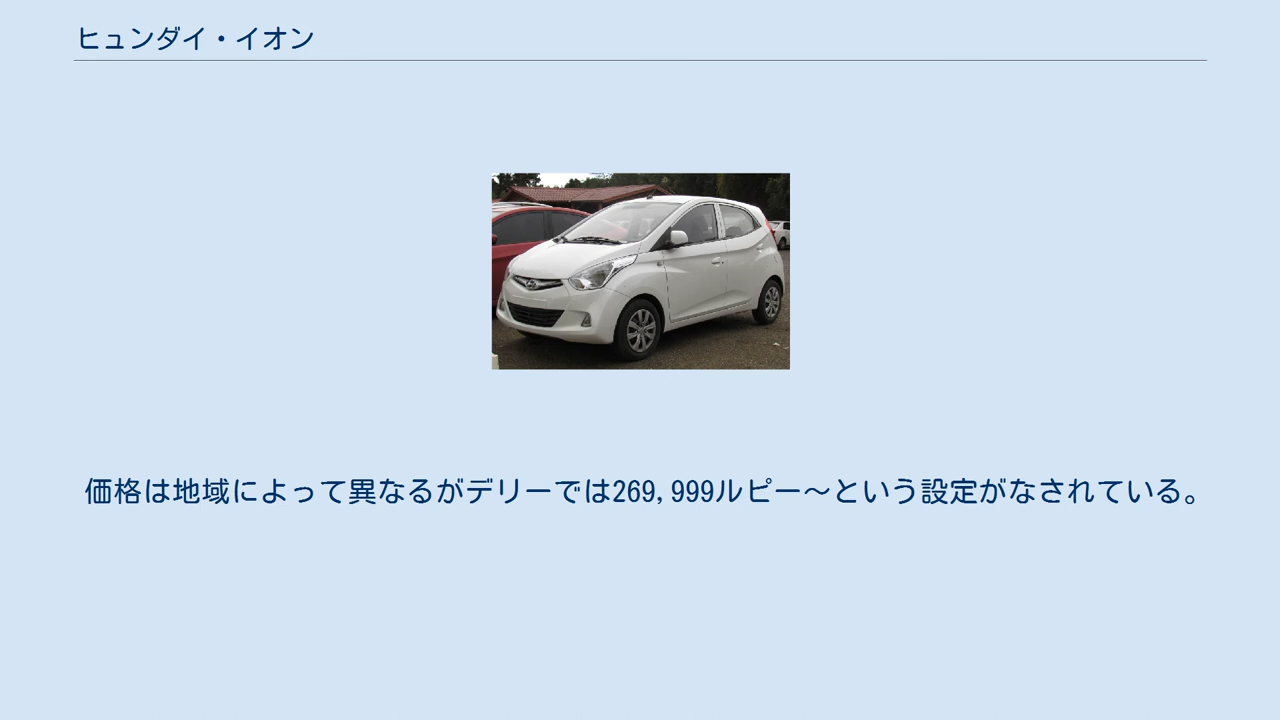 ヒュンダイ・イオン
価格は地域によって異なるがデリーでは269,999ルピー～という設定がなされている。